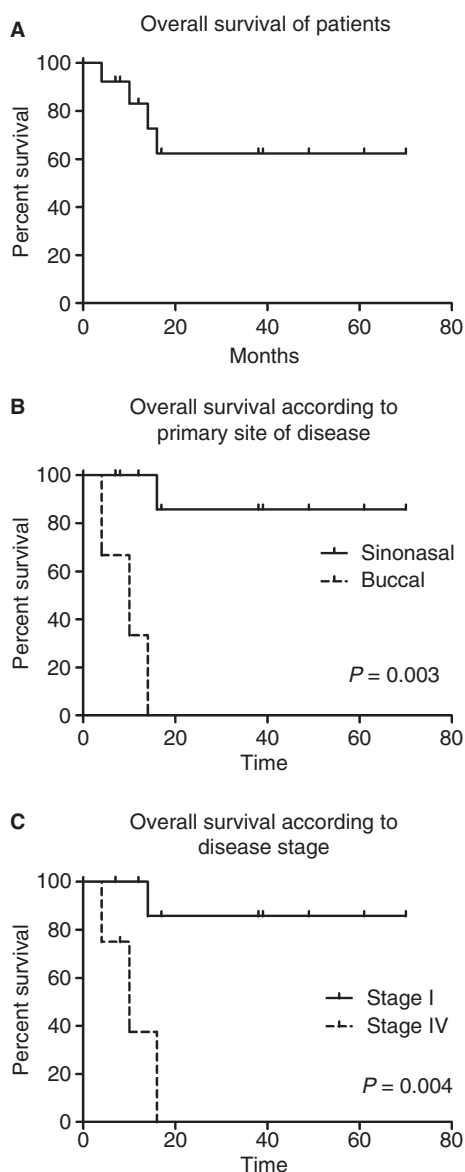 A
Overall survival of patients
100
80
60
40
20
0
Percent survival
0 20 40 60 80
Months
B
Overall survival according to
primary site of disease
100
80
60
40
20
0
Percent survival
Sinonasal
Buccal
P = 0.003
0 20 40 60 80
Time
C
Overall survival according to
disease stage
100
80
60
40
20
0
Percent survival
Stage I
Stage IV
P = 0.004
0 20 40 60 80
Time